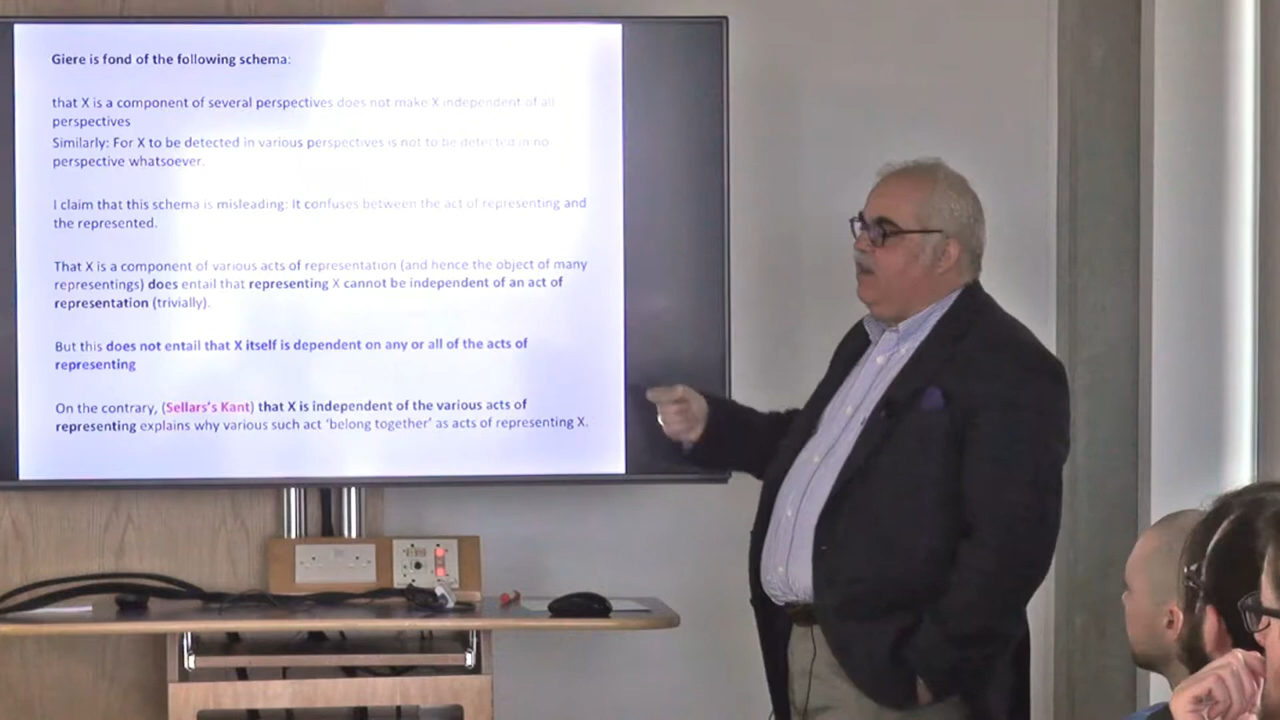 Giere is fond of the following schema:
that X is a component of several perspectives does not make X independent of all
perspectives
Similarly: For X to be detected in various perspectives is not to be detected in no
perspective whatsoever.
I claim that this schema is misleading: It confuses between the act of representing and
the represented.
That X is a component of various acts of representation (and hence the object of many
representings) does entail that representing X cannot be independent of an act of
representation (trivially).
But this does not entail that X itself is dependent on any or all of the acts of
representing
On the contrary, (Sellars's Kant) that X is independent of the various acts of
representing explains why various such act 'belong together' as acts of representing X.